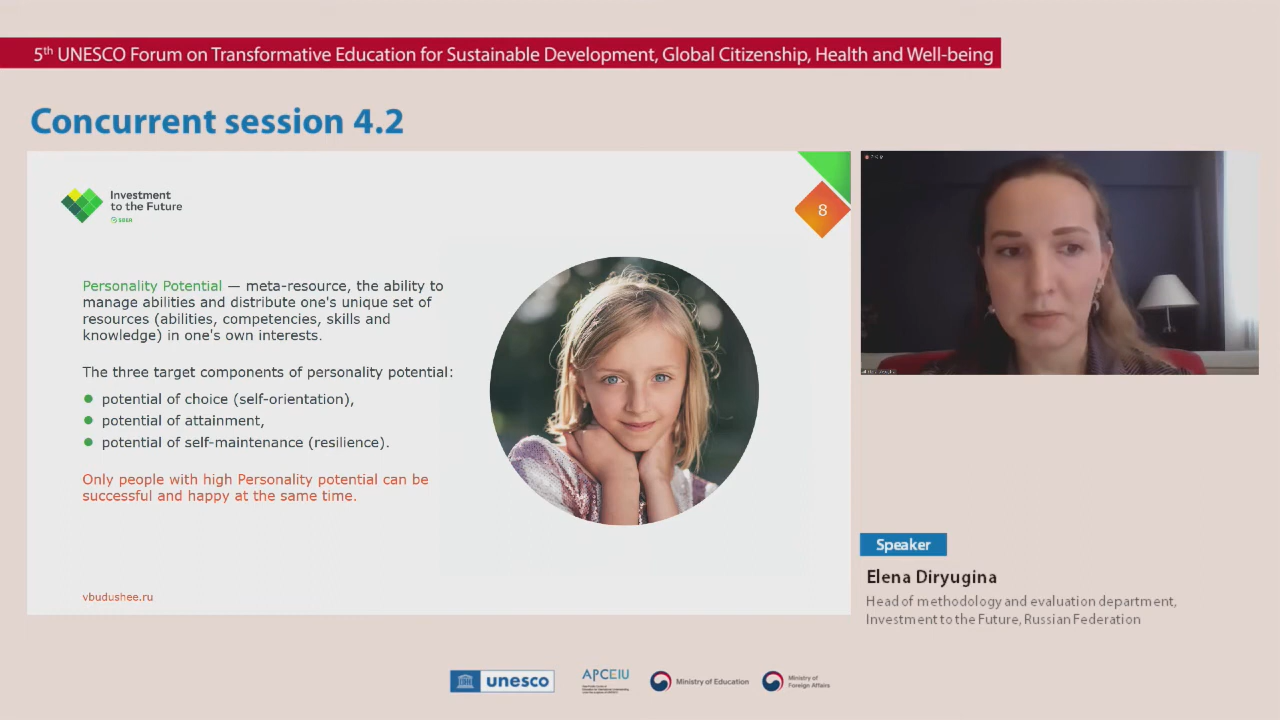 5th UNESCO Forum on Transformative Education for Sustainable Development, Global Citizenship, Health and Well-being
Concurrent session 4.2
Investment
to the Future
8
Personality Potential — meta-resource, the ability to
manage abilities and distribute one's unique set of
resources (abilities, competencies, skills and
knowledge) in one's own interests.
The three target components of personality potential:
potential of choice (self-orientation),
potential of attainment,
potential of self-maintenance (resilience).
Only people with high Personality potential can be
successful and happy at the same time.
vbudushee.ru
Speaker
Elena Diryugina
Head of methodology and evaluation department,
Investment to the Future, Russian Federation
unesco
APCEIU
Ministry of Education
Ministry of
Foreign Affairs